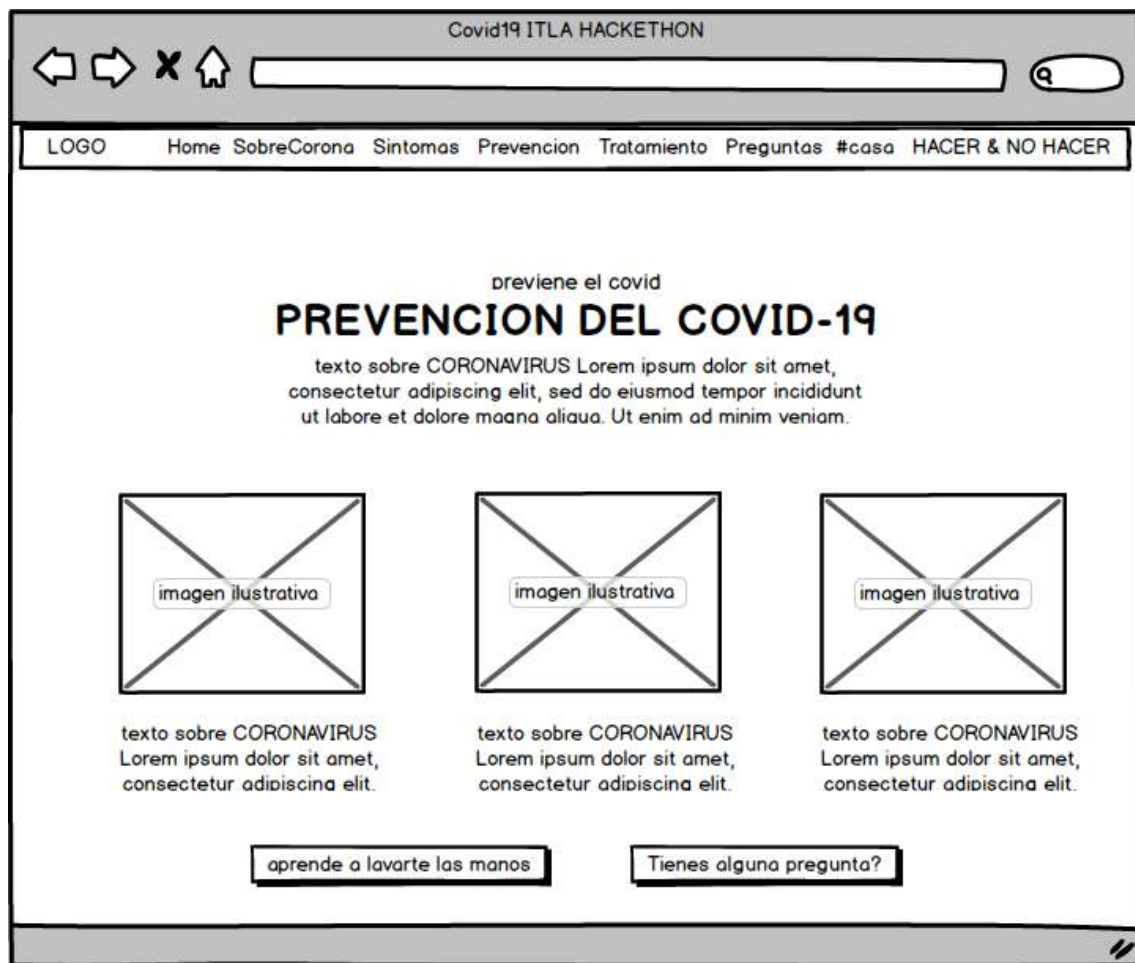 Covid19 ITLA HACKETHON
LOGO Home SobreCorona Sintomas Prevencion Tratamiento Preguntas #casa HACER & NO HACER
previene el covid
PREVENCION DEL COVID-19
texto sobre CORONAVIRUS Lorem ipsum dolor sit amet,
consectetur adipiscing elit, sed do eiusmod tempor incididunt
ut labore et dolore magna aliqua. Ut enim ad minim veniam.
imagen ilustrativa
imagen ilustrativa
imagen ilustrativa
texto sobre CORONAVIRUS
Lorem ipsum dolor sit amet,
consectetur adipiscing elit.
texto sobre CORONAVIRUS
Lorem ipsum dolor sit amet,
consectetur adipiscing elit.
texto sobre CORONAVIRUS
Lorem ipsum dolor sit amet,
consectetur adipiscing elit.
aprende a lavarte las manos
Tienes alguna pregunta?